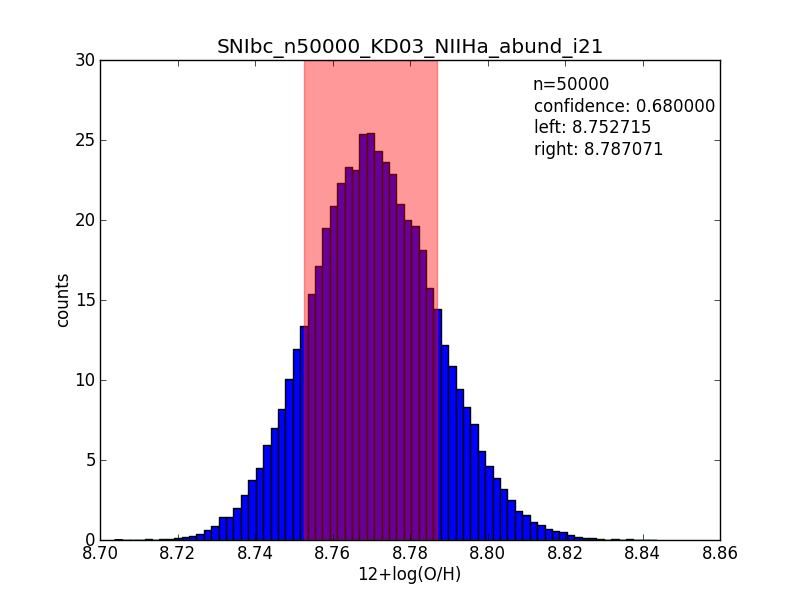 SNIbc_n50000_KD03_NIIHa_abund_i21
n=50000
confidence: 0.680000
left: 8.752715
right: 8.787071
30
25
20
15
10
5
0
counts
8.70 8.72 8.74 8.76 8.78 8.80 8.82 8.84 8.86
12+log(O/H)